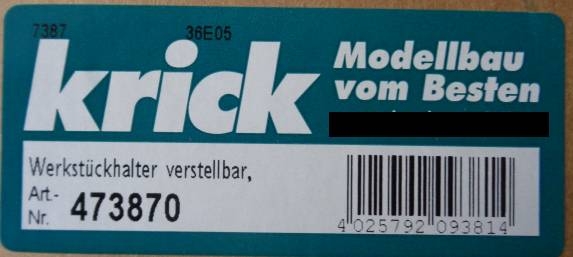 7387 36E05
krick
Modellbau
vom Besten
Werkstückhalter verstellbar,
Art.-
Nr. 473870
4 025792 093814